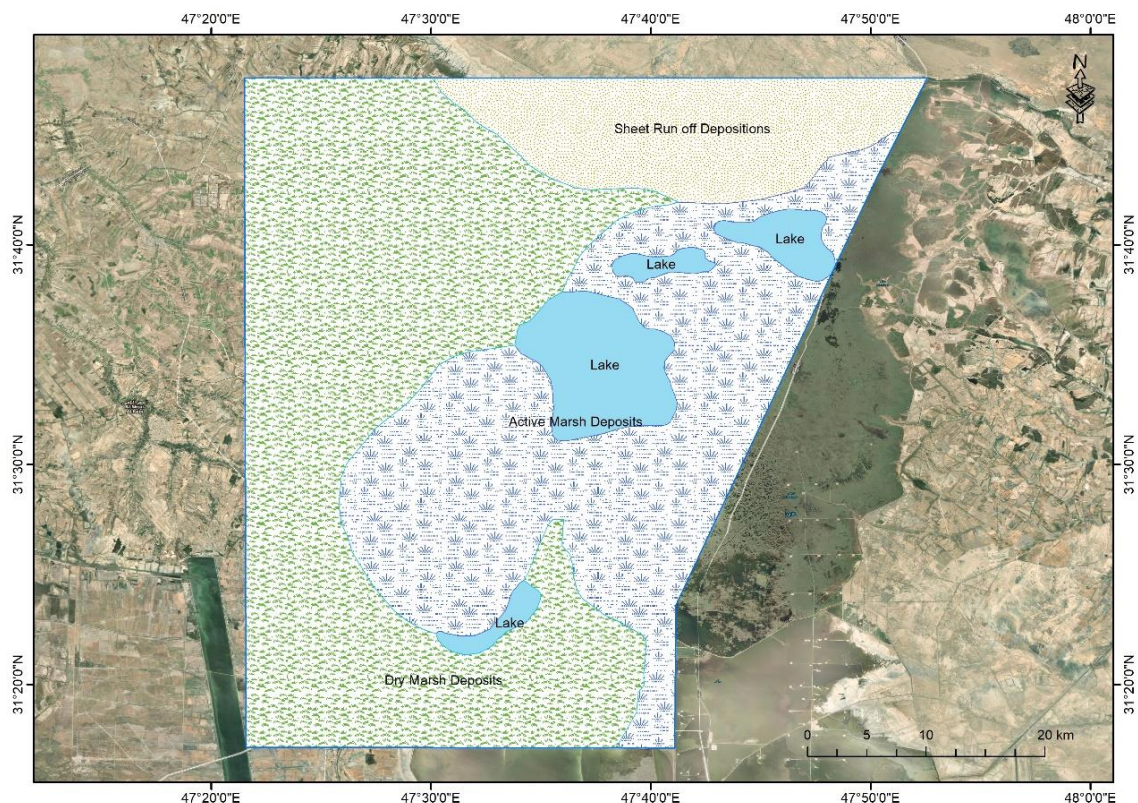 47°20'0"E 47°30'0"E 47°40'0"E 47°50'0"E 48°0'0"E
N
Sheet Run off Depositions
31°40'0"N 31°40'0"N
Lake
Lake
Lake
Active Marsh Deposits
31°30'0"N 31°30'0"N
Lake
Dry Marsh Deposits
31°20'0"N 31°20'0"N
0 5 10 20 km
47°20'0"E 47°30'0"E 47°40'0"E 47°50'0"E 48°0'0"E